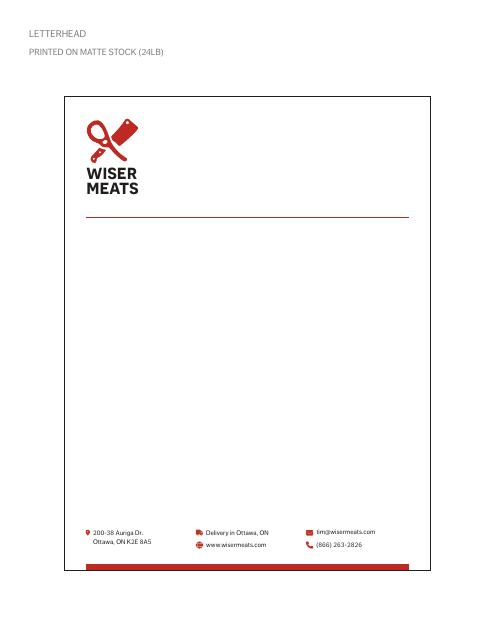 LETTERHEAD
PRINTED ON MATTE STOCK (24LB)
WISER
MEATS
200-38 Auriga Dr.
Ottawa, ON K2E 8A5
Delivery in Ottawa, ON
www.wisermeats.com
tim@wisermeats.com
(866) 263-2826